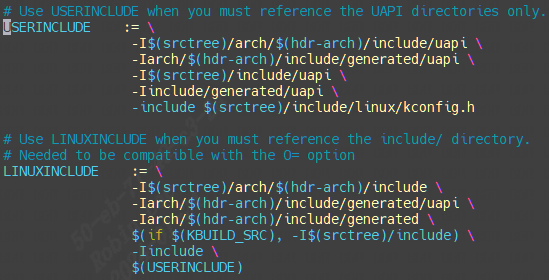 # Use USERINCLUDE when you must reference the UAPI directories only.
USERINCLUDE    := \
-I$(srctree)/arch/$(hdr-arch)/include/uapi \
-Iarch/$(hdr-arch)/include/generated/uapi \
-I$(srctree)/include/uapi \
-Iinclude/generated/uapi \
-include $(srctree)/include/linux/kconfig.h
# Use LINUXINCLUDE when you must reference the include/ directory.
# Needed to be compatible with the O= option
LINUXINCLUDE    := \
-I$(srctree)/arch/$(hdr-arch)/include \
-Iarch/$(hdr-arch)/include/generated/uapi \
-Iarch/$(hdr-arch)/include/generated \
$(if $(KBUILD_SRC), -I$(srctree)/include) \
-Iinclude \
$(USERINCLUDE)